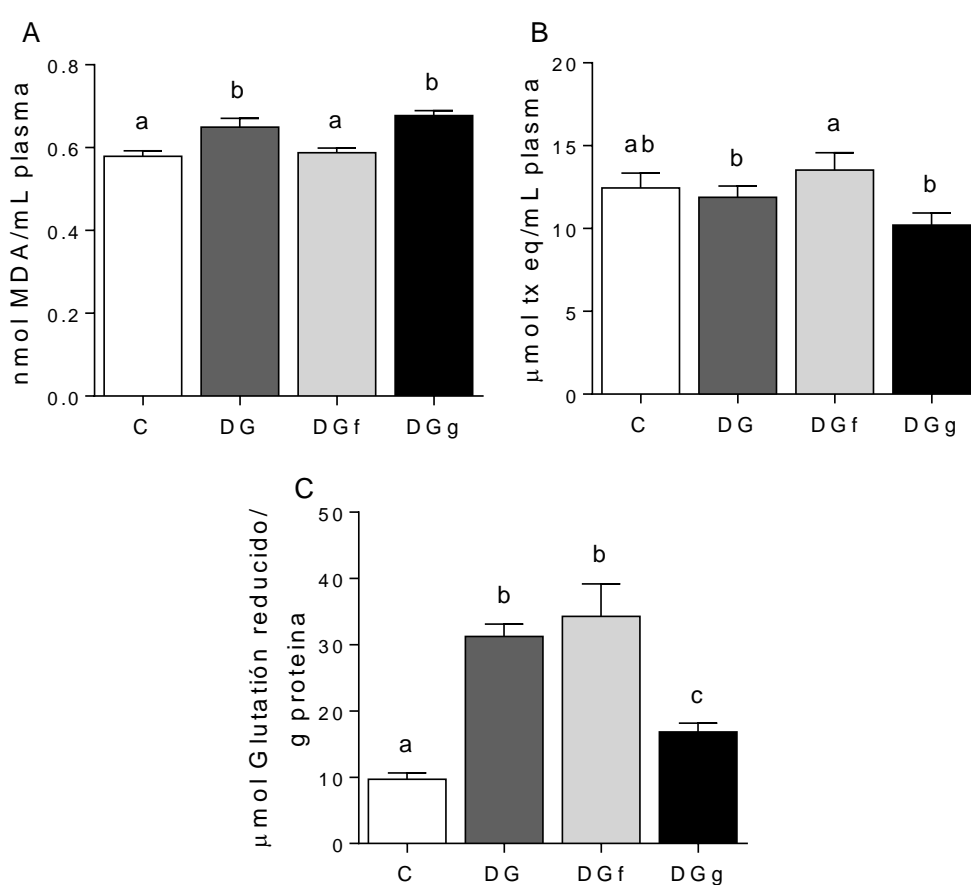 A
nmol MDA/mL plasma
0.8
0.6
0.4
0.2
0.0
a
b
a
b
C
DG
DGf
DGg
B
µmol tx eq/mL plasma
20
15
10
5
0
ab
b
a
b
C
DG
DGf
DGg
C
µmol Glutatión reducido/
g proteina
50
40
30
20
10
0
a
b
b
c
C
DG
DGf
DGg